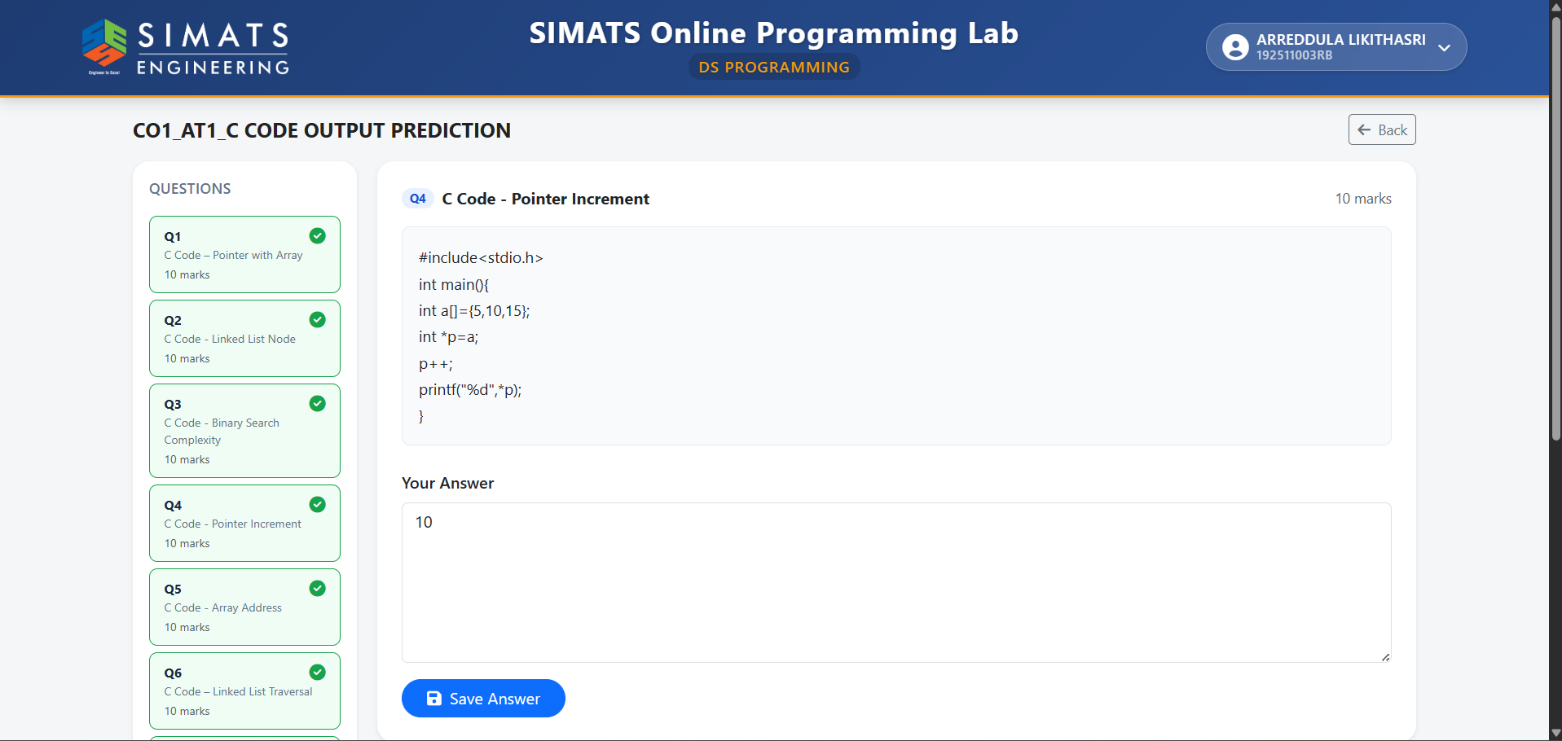 SIMATS
ENGINEERING
Engineer to Excel
SIMATS Online Programming Lab
DS PROGRAMMING
ARREDDULA LIKITHASRI
192511003RB
CO1_AT1_C CODE OUTPUT PREDICTION
Back
QUESTIONS
Q1
C Code – Pointer with Array
10 marks
Q2
C Code - Linked List Node
10 marks
Q3
C Code - Binary Search
Complexity
10 marks
Q4
C Code - Pointer Increment
10 marks
Q5
C Code - Array Address
10 marks
Q6
C Code – Linked List Traversal
10 marks
Q4 C Code - Pointer Increment
10 marks
#include<stdio.h>
int main(){
int a[]={5,10,15};
int *p=a;
p++;
printf("%d",*p);
}
Your Answer
10
Save Answer